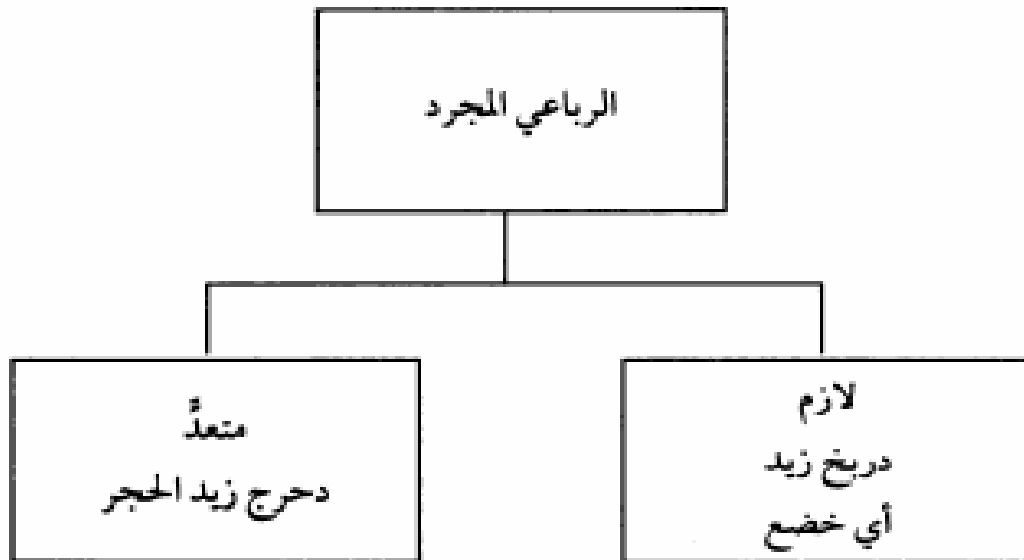 الرباعي المجرد
لازم
دربخ زيد
أي خضع
متعدٍّ
دحرج زيد الحجر